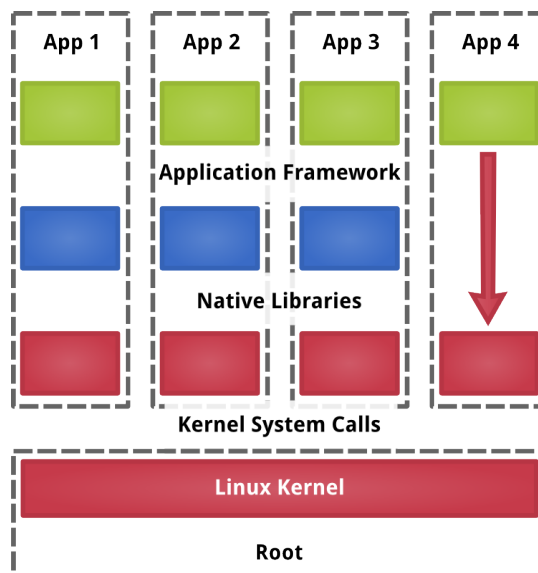 App 1
App 2
App 3
App 4
Application Framework
Native Libraries
Kernel System Calls
Linux Kernel
Root